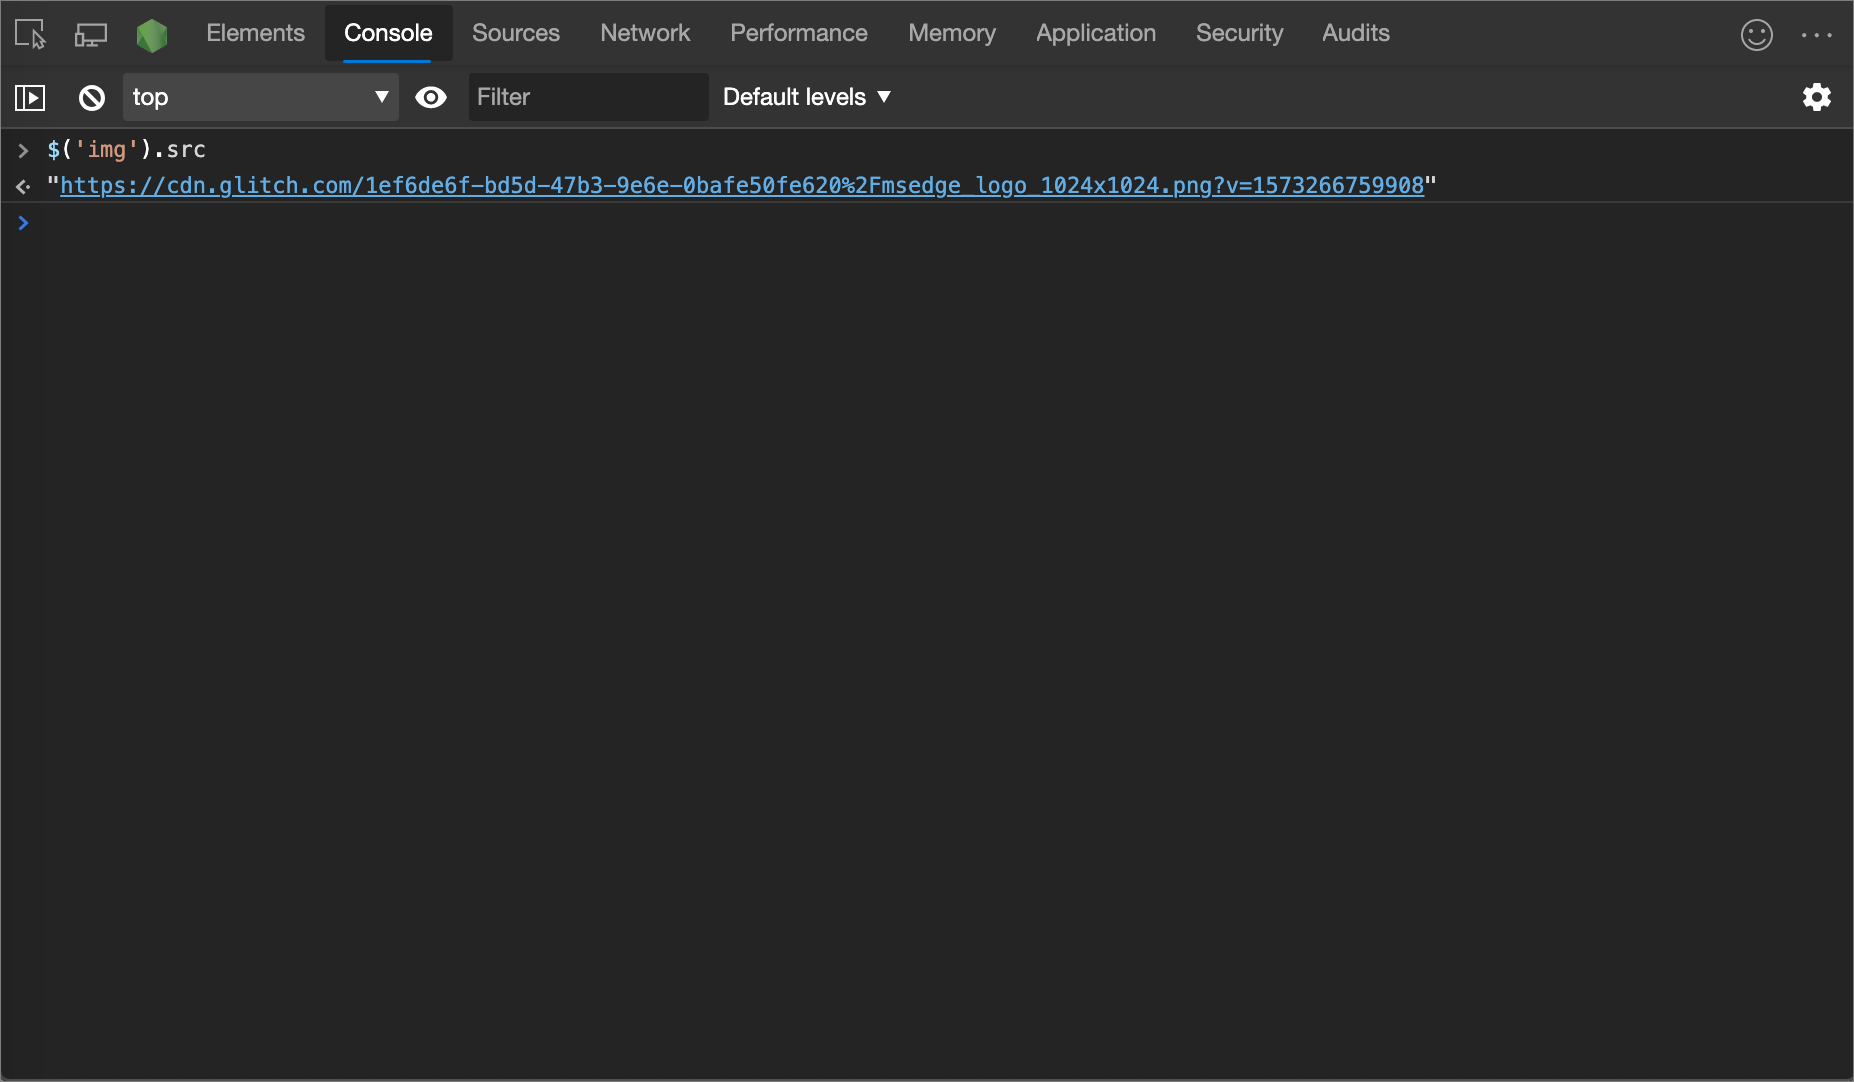 Elements Console Sources Network Performance Memory Application Security Audits
top Filter Default levels
$('img').src
"https://cdn.glitch.com/1ef6de6f-bd5d-47b3-9e6e-0bafe50fe620%2Fmsedge_logo_1024x1024.png?v=1573266759908"